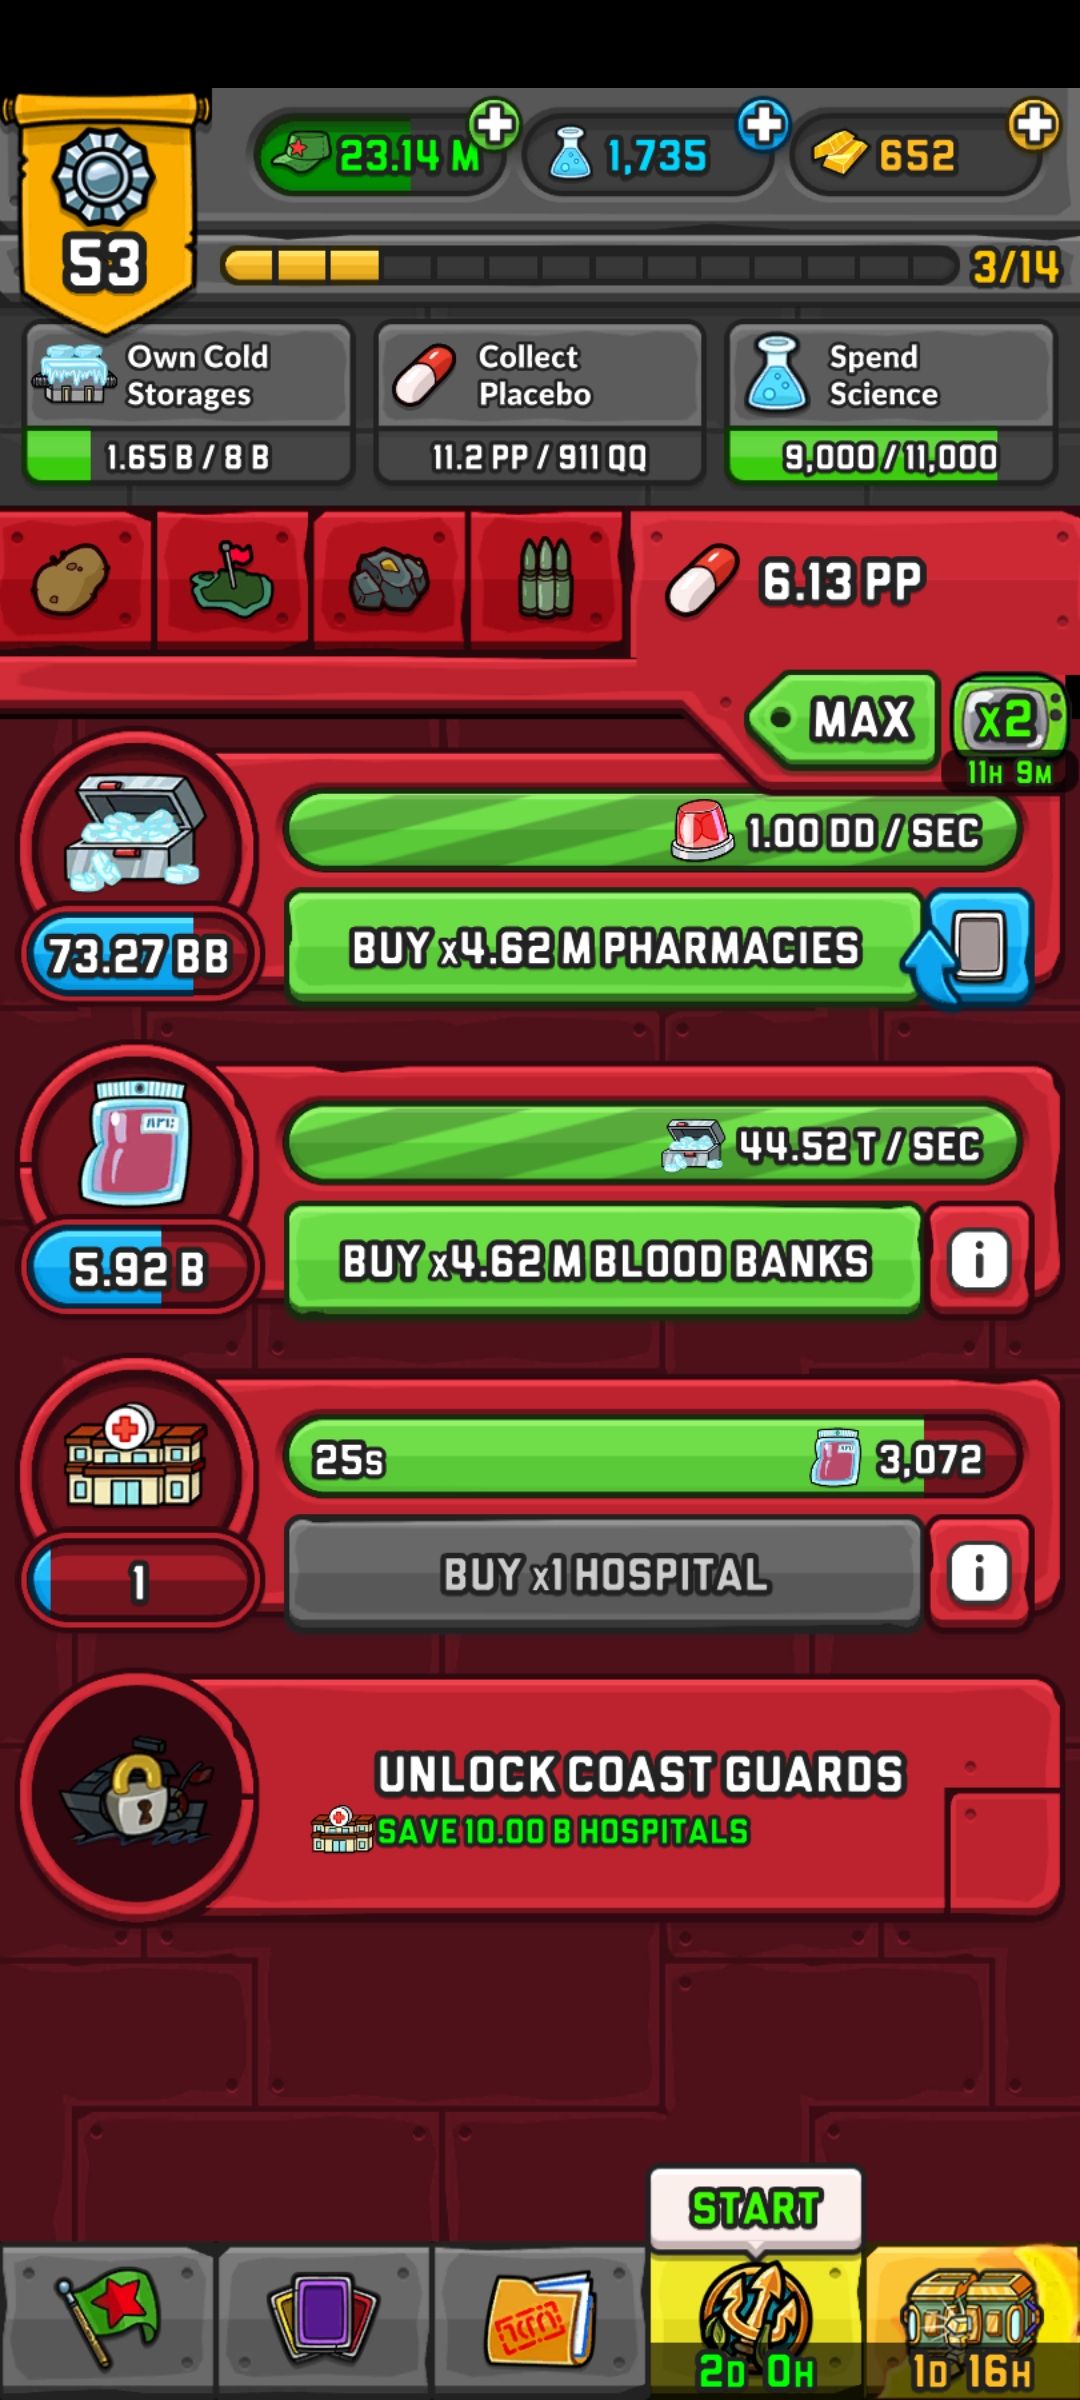 53
23.14 M
1,735
652
3/14
Own Cold
Storages
1.65 B / 8 B
Collect
Placebo
11.2 PP / 911 QQ
Spend
Science
9,000 / 11,000
6.13 PP
MAX
x2
11H 9M
1.00 DD / SEC
73.27 BB
BUY x4.62 M PHARMACIES
44.52 T / SEC
5.92 B
BUY x4.62 M BLOOD BANKS
i
25s
3,072
1
BUY x1 HOSPITAL
i
UNLOCK COAST GUARDS
SAVE 10.00 B HOSPITALS
START
2D 0H
1D 16H